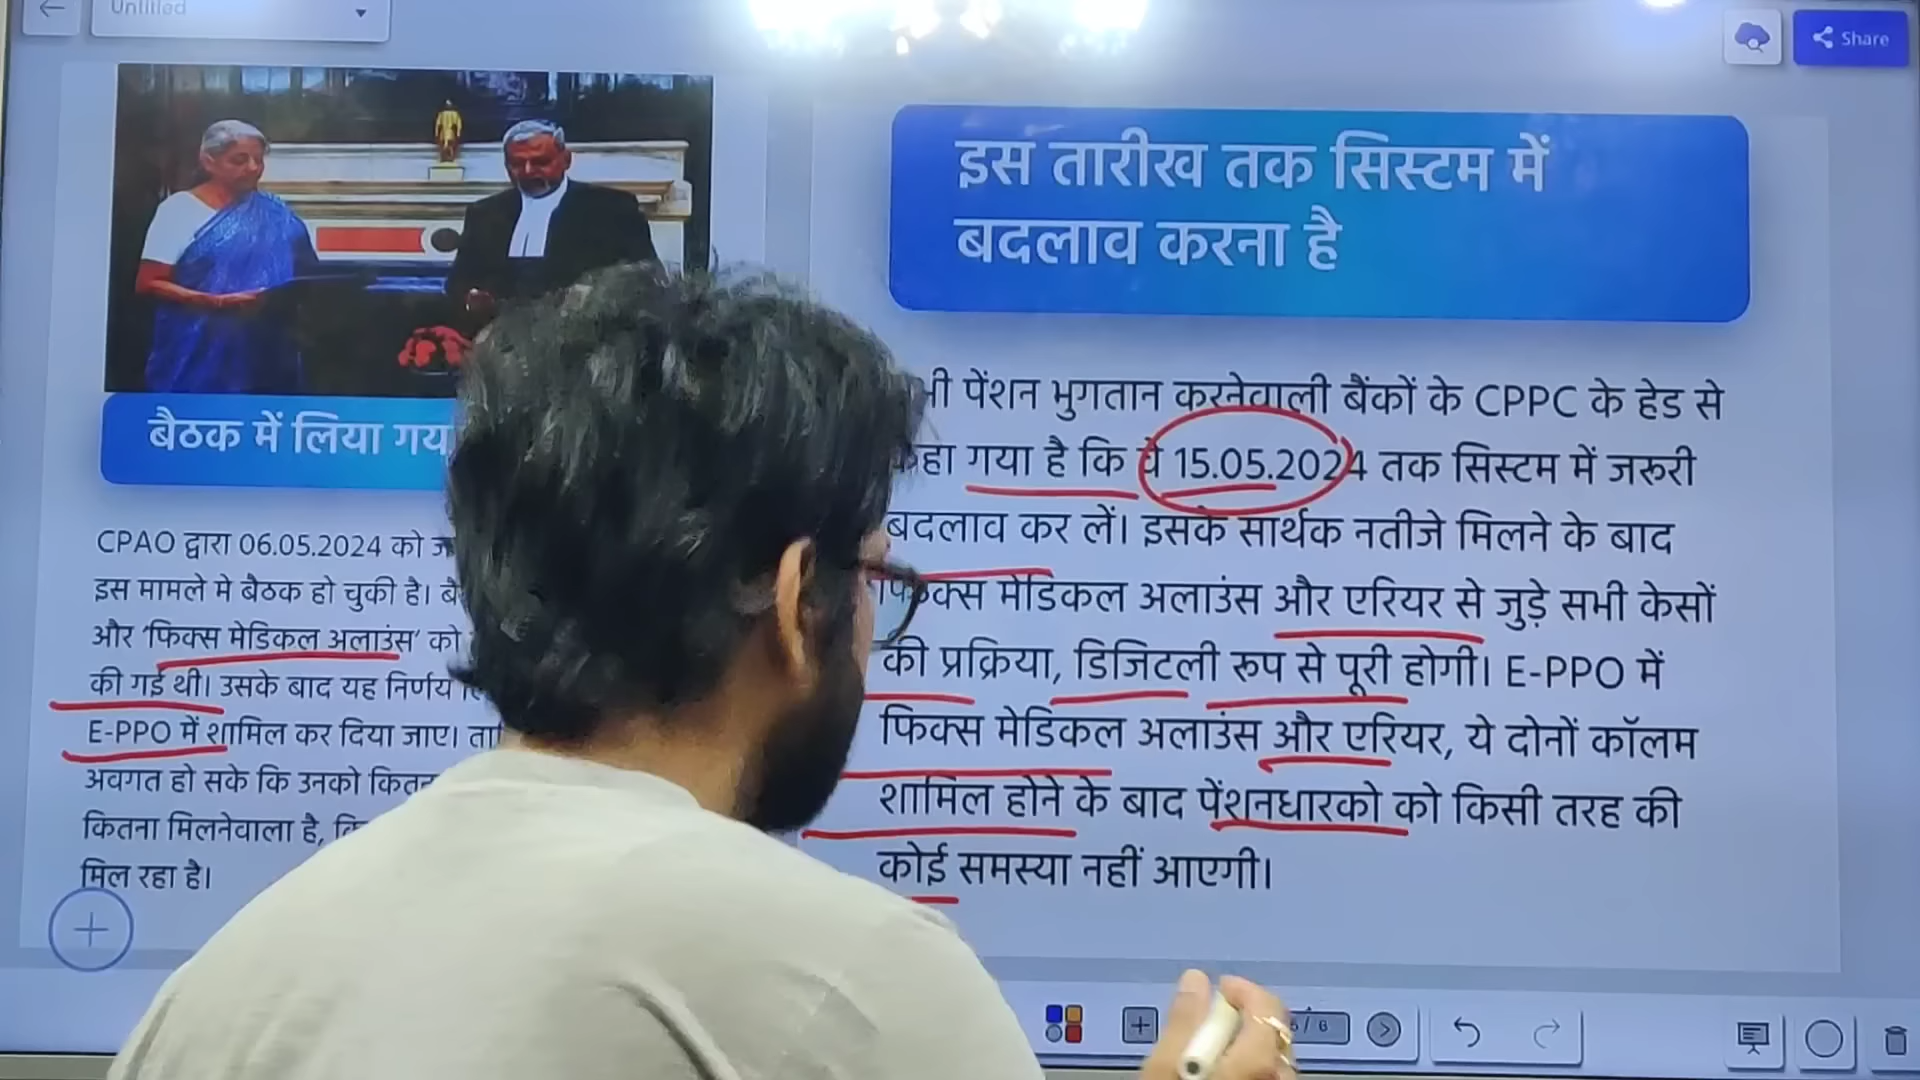 Untitled
Share
बैठक में लिया
CPAO द्वारा 06.05.2024 को
इस मामले मे बैठक हो चुकी है।
और ‘फिक्स मेडिकल अलाउंस’ को
की गई थी। उसके बाद यह निर्णय
E-PPO में शामिल कर दिया जाए।
अवगत हो सके कि उनको
कितना मिलनेवाला है,
मिल रहा है।
इस तारीख तक सिस्टम में
बदलाव करना है
पेंशन भुगतान करनेवाली बैंकों के CPPC के हेड से
गया है कि वे 15.05.2024 तक सिस्टम में जरूरी
बदलाव कर लें। इसके सार्थक नतीजे मिलने के बाद
फिक्स मेडिकल अलाउंस और एरियर से जुड़े सभी केसों
की प्रक्रिया, डिजिटली रूप से पूरी होगी। E-PPO में
फिक्स मेडिकल अलाउंस और एरियर, ये दोनों कॉलम
शामिल होने के बाद पेंशनधारको को किसी तरह की
कोई समस्या नहीं आएगी।
/ 6